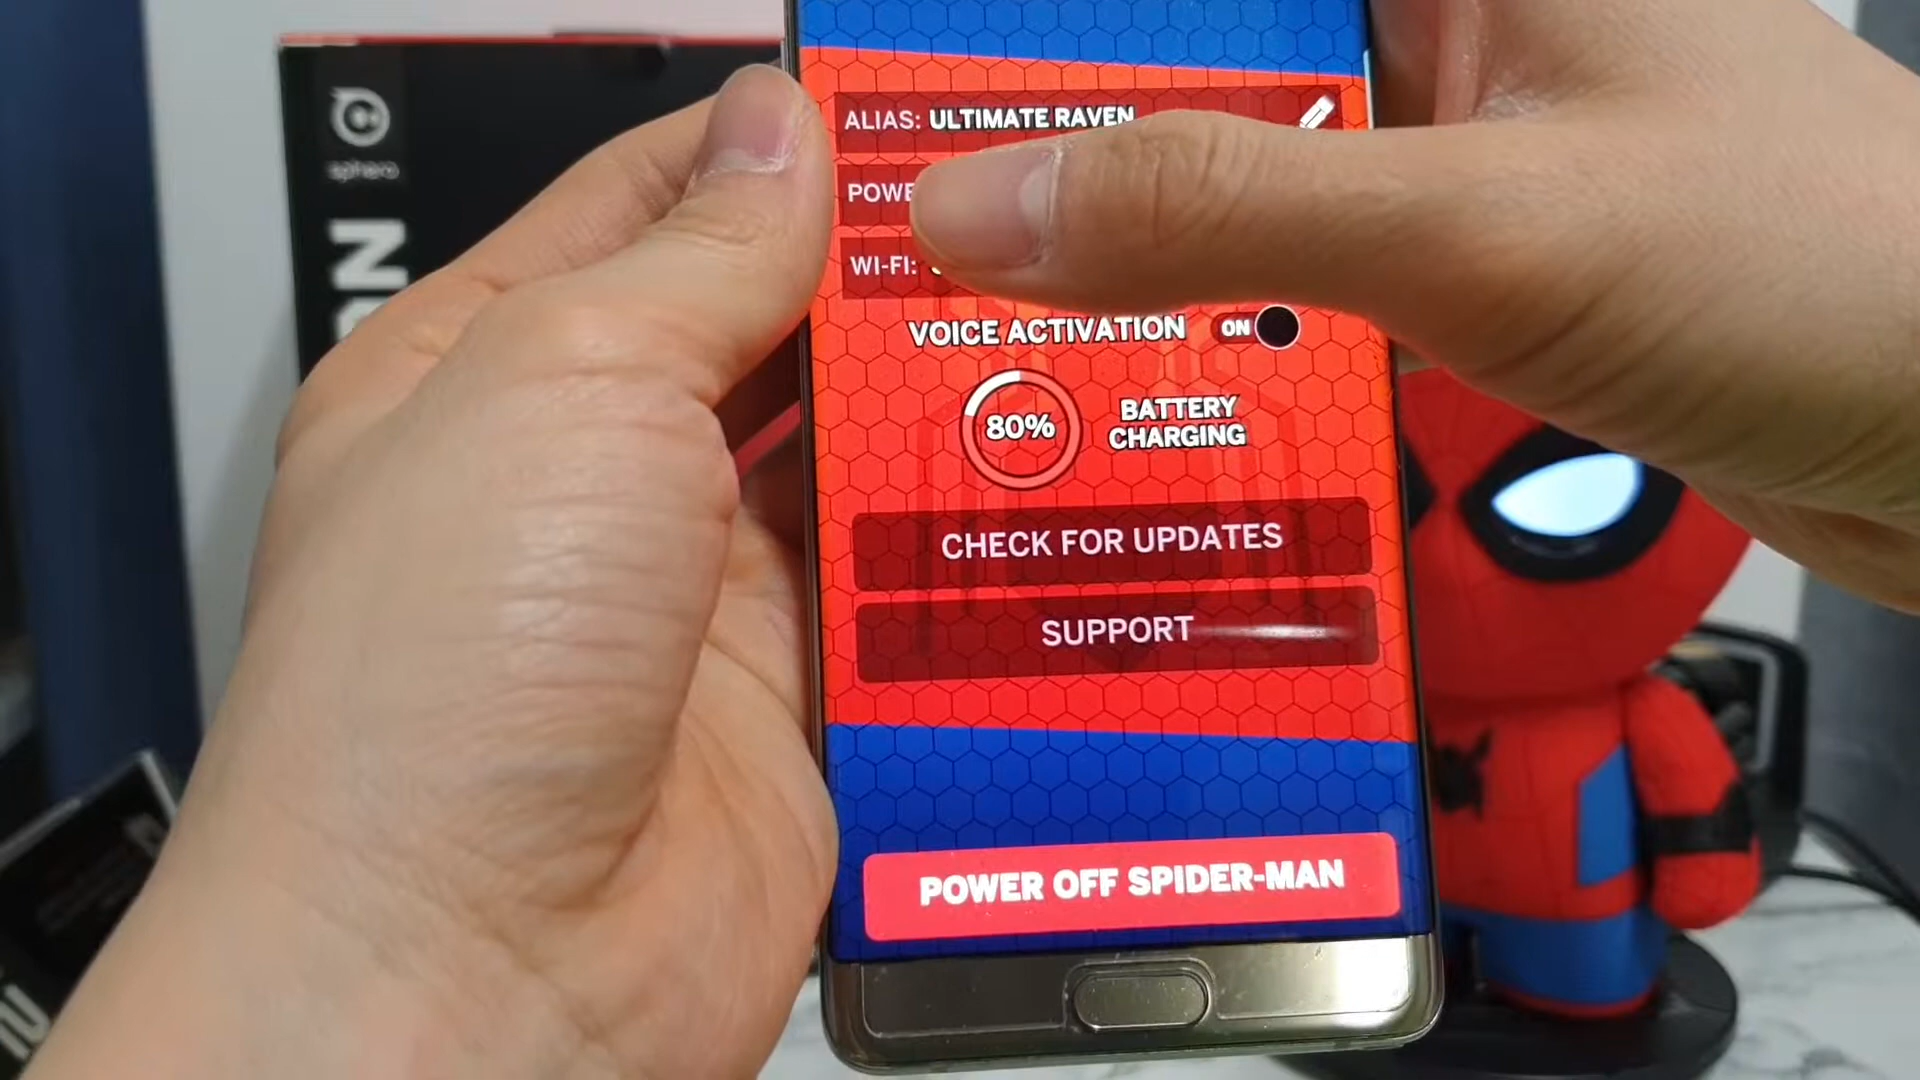 sphero
ALIAS: ULTIMATE RAVEN
POWE
WI-FI:
VOICE ACTIVATION ON
80%
BATTERY
CHARGING
CHECK FOR UPDATES
SUPPORT
POWER OFF SPIDER-MAN